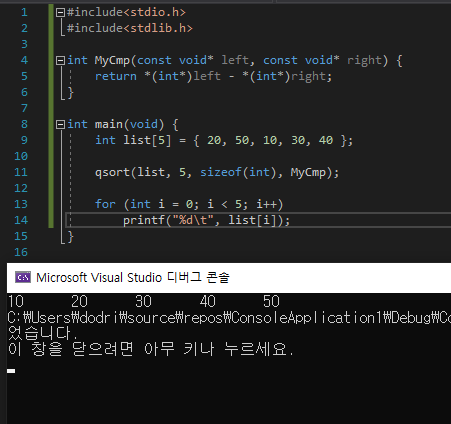 1 #include<stdio.h>
2 #include<stdlib.h>
3
4 int MyCmp(const void* left, const void* right) {
5 return *(int*)left - *(int*)right;
6 }
7
8 int main(void) {
9 int list[5] = { 20, 50, 10, 30, 40 };
10
11 qsort(list, 5, sizeof(int), MyCmp);
12
13 for (int i = 0; i < 5; i++)
14 printf("%d\t", list[i]);
15 }
16
Microsoft Visual Studio 디버그 콘솔
10 20 30 40 50
C:₩Users₩dodri₩source₩repos₩ConsoleApplication1₩Debug₩Co
었습니다.
이 창을 닫으려면 아무 키나 누르세요.